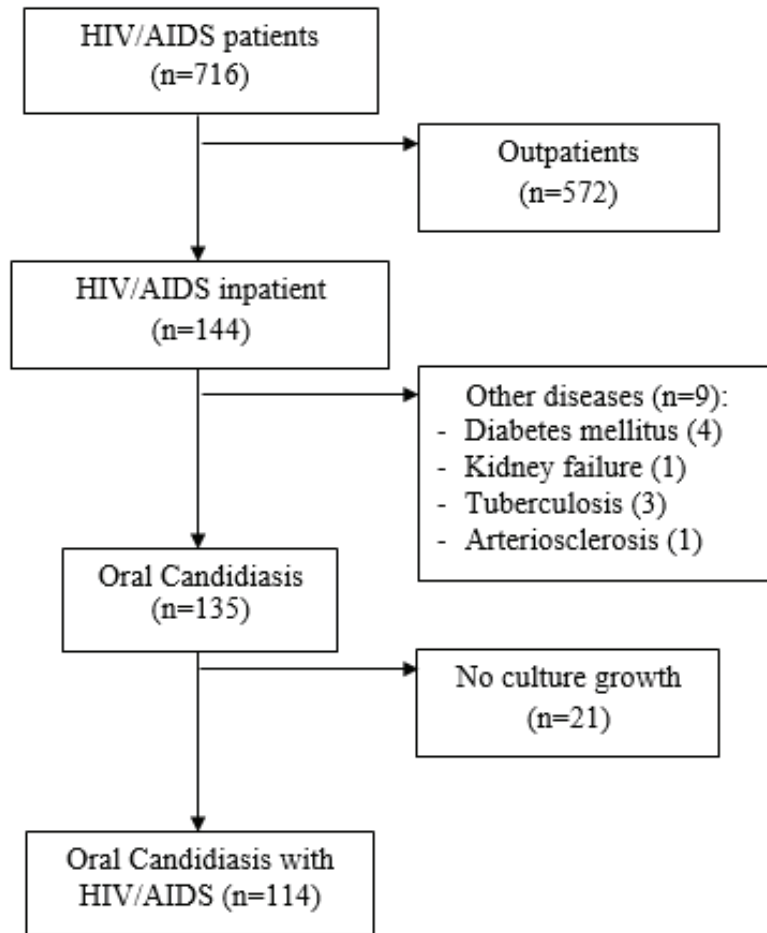 HIV/AIDS patients
(n=716)
Outpatients
(n=572)
HIV/AIDS inpatient
(n=144)
Other diseases (n=9):
- Diabetes mellitus (4)
- Kidney failure (1)
- Tuberculosis (3)
- Arteriosclerosis (1)
Oral Candidiasis
(n=135)
No culture growth
(n=21)
Oral Candidiasis with
HIV/AIDS (n=114)